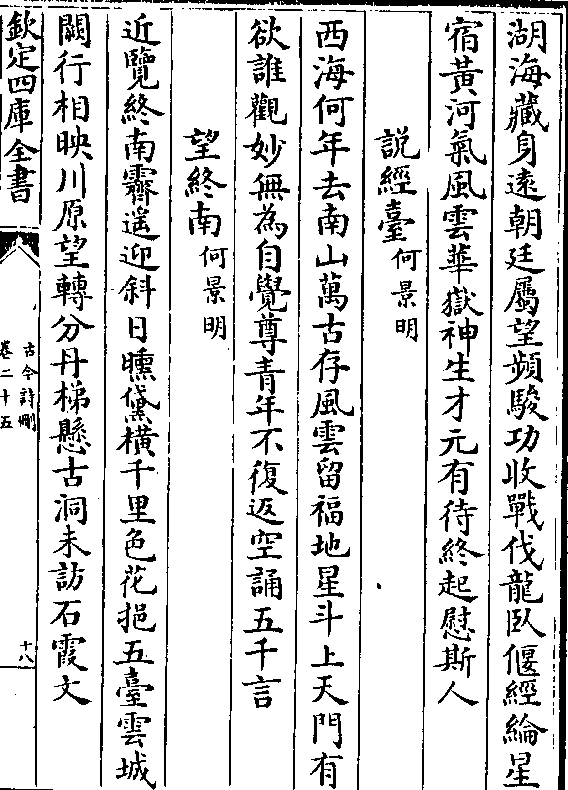 湖海藏身遠朝廷屬望頻駿功收戰伐龍臥偃經綸星
宿黃河氣風雲華嶽神生才元有待終起慰斯人
說經臺何景明
西海何年去南山萬古存風雲留福地星斗上天門有
欲誰觀妙無為自覺尊青年不復返空誦五千言
望終南何景明
近覽終南霽遥迎斜日曛黛橫千里色花挹五臺雲城
闕行相映川原望轉分丹梯懸古洞未訪石霞文
欽定四庫全書
古今詩刪
卷二十五
十八